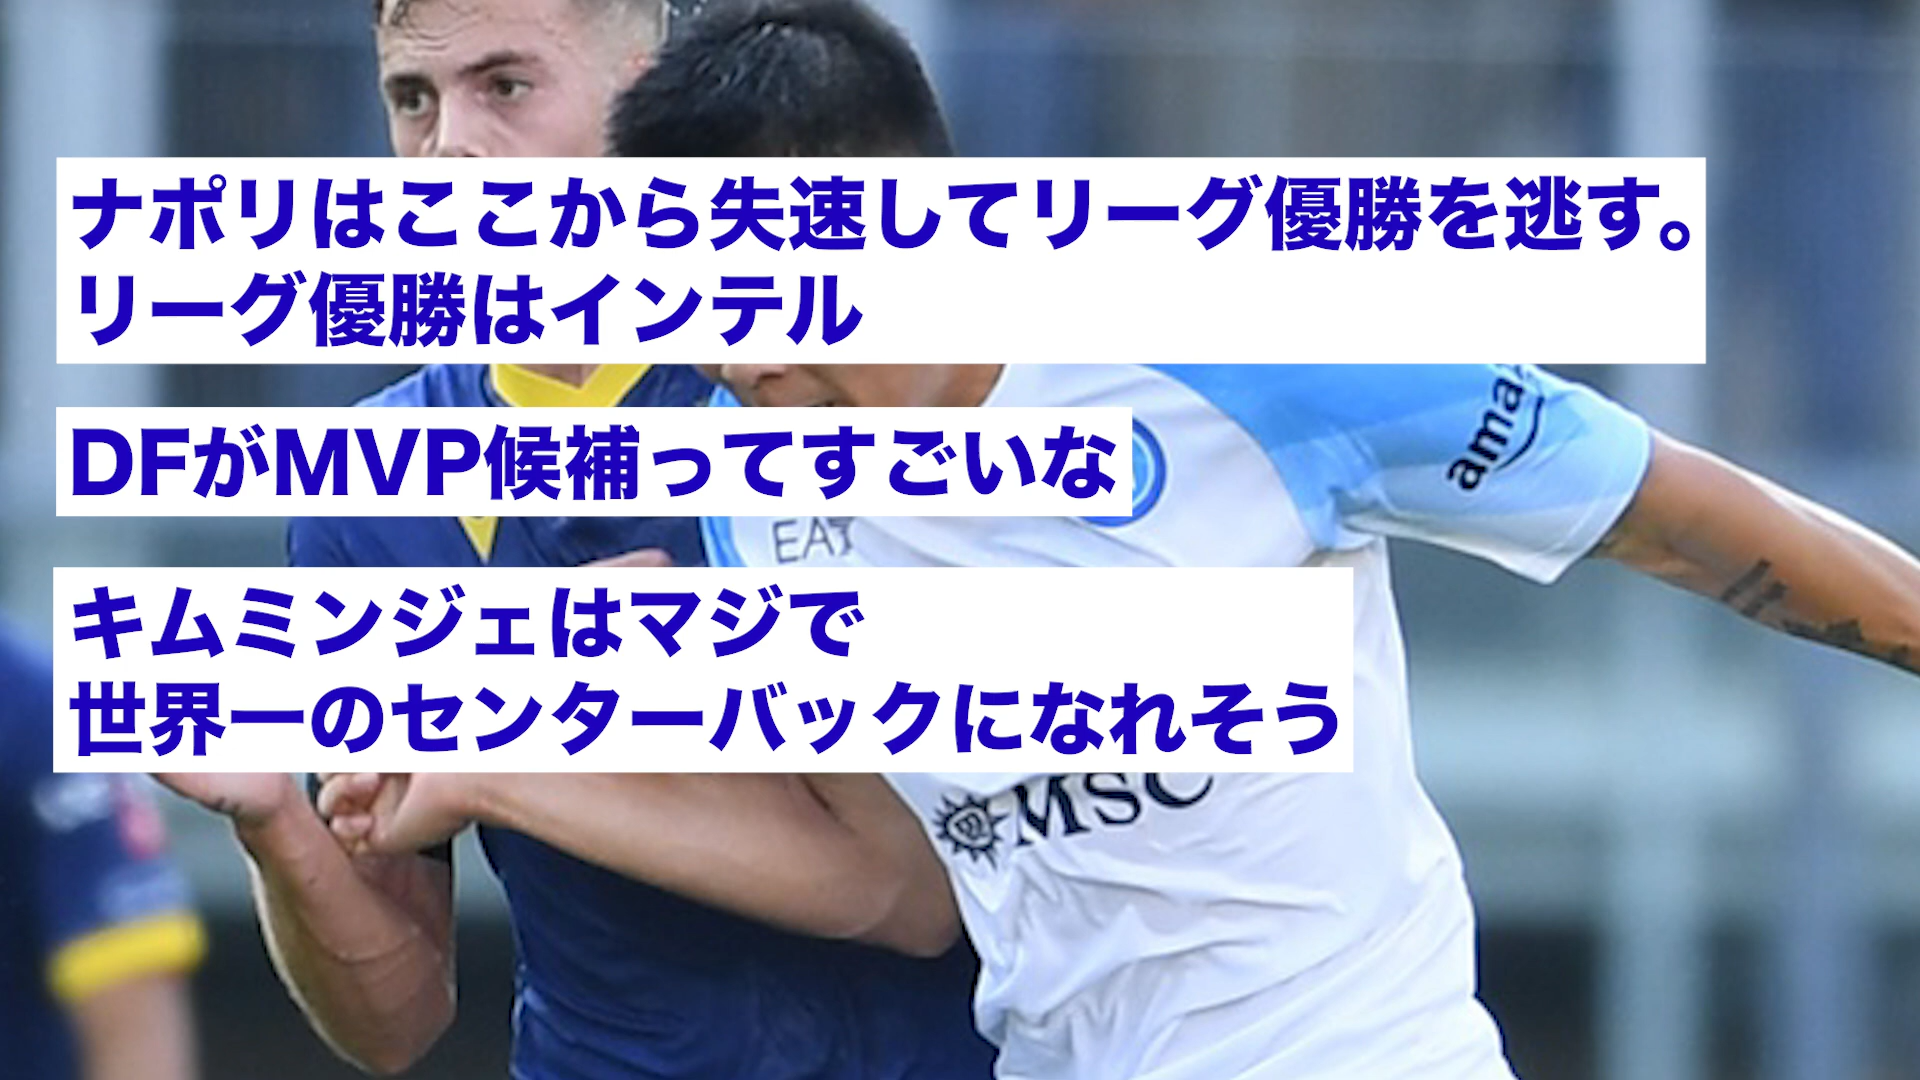 ナポリはここから失速してリーグ優勝を逃す。
リーグ優勝はインテル
DFがMVP候補ってすごいな
キムミンジェはマジで
世界一のセンターバックになれそう
ama
EA7
MSC